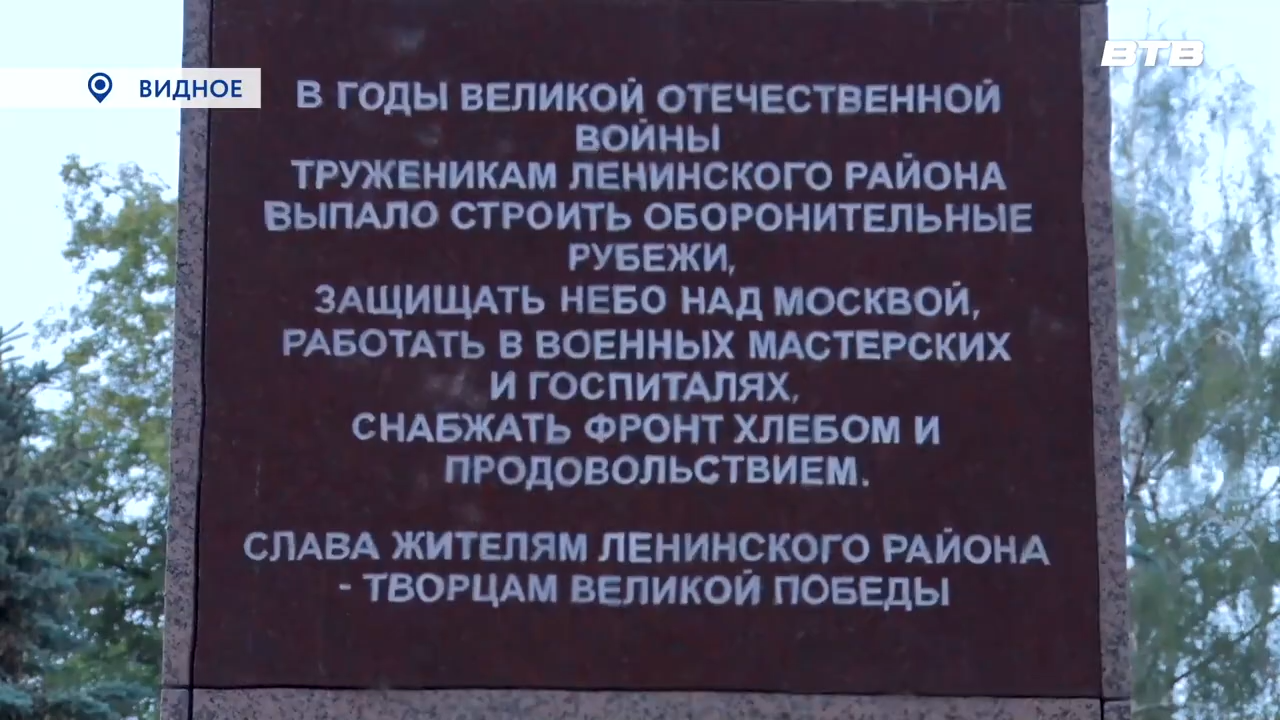 ВИДНОЕ
ВТВ
В ГОДЫ ВЕЛИКОЙ ОТЕЧЕСТВЕННОЙ
ВОЙНЫ
ТРУЖЕНИКАМ ЛЕНИНСКОГО РАЙОНА
ВЫПАЛО СТРОИТЬ ОБОРОНИТЕЛЬНЫЕ
РУБЕЖИ,
ЗАЩИЩАТЬ НЕБО НАД МОСКВОЙ,
РАБОТАТЬ В ВОЕННЫХ МАСТЕРСКИХ
И ГОСПИТАЛЯХ,
СНАБЖАТЬ ФРОНТ ХЛЕБОМ И
ПРОДОВОЛЬСТВИЕМ.
СЛАВА ЖИТЕЛЯМ ЛЕНИНСКОГО РАЙОНА
- ТВОРЦАМ ВЕЛИКОЙ ПОБЕДЫ